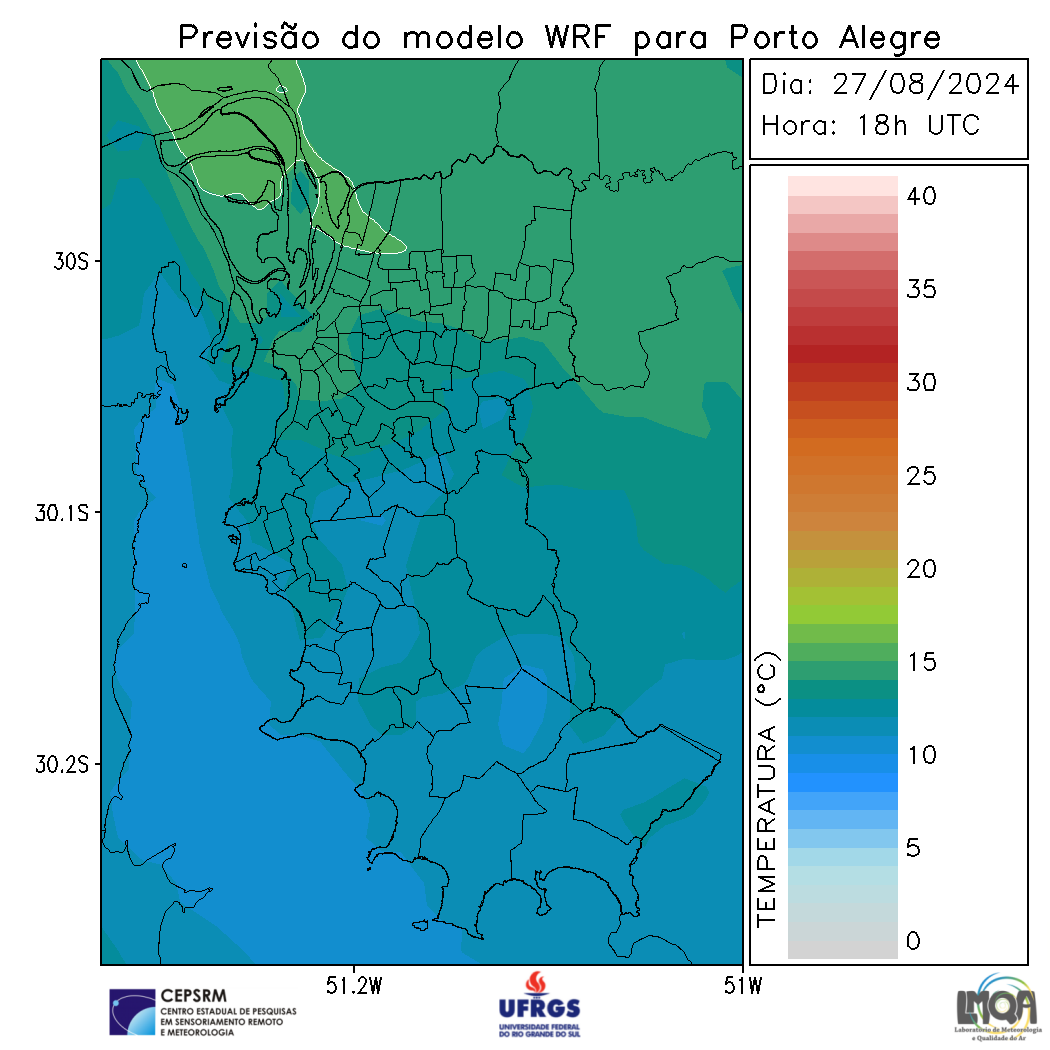 Previsão do modelo WRF para Porto Alegre
Dia: 27/08/2024
Hora: 18h UTC
30S
30.1S
30.2S
51.2W
51W
TEMPERATURA (°C)
40
35
30
25
20
15
10
5
0
CEPSRM
CENTRO ESTADUAL DE PESQUISAS
EM SENSORIAMENTO REMOTO
E METEOROLOGIA
UFRGS
UNIVERSIDADE FEDERAL
DO RIO GRANDE DO SUL
LMQA
Laboratório de Meteorologia
e Qualidade do Ar